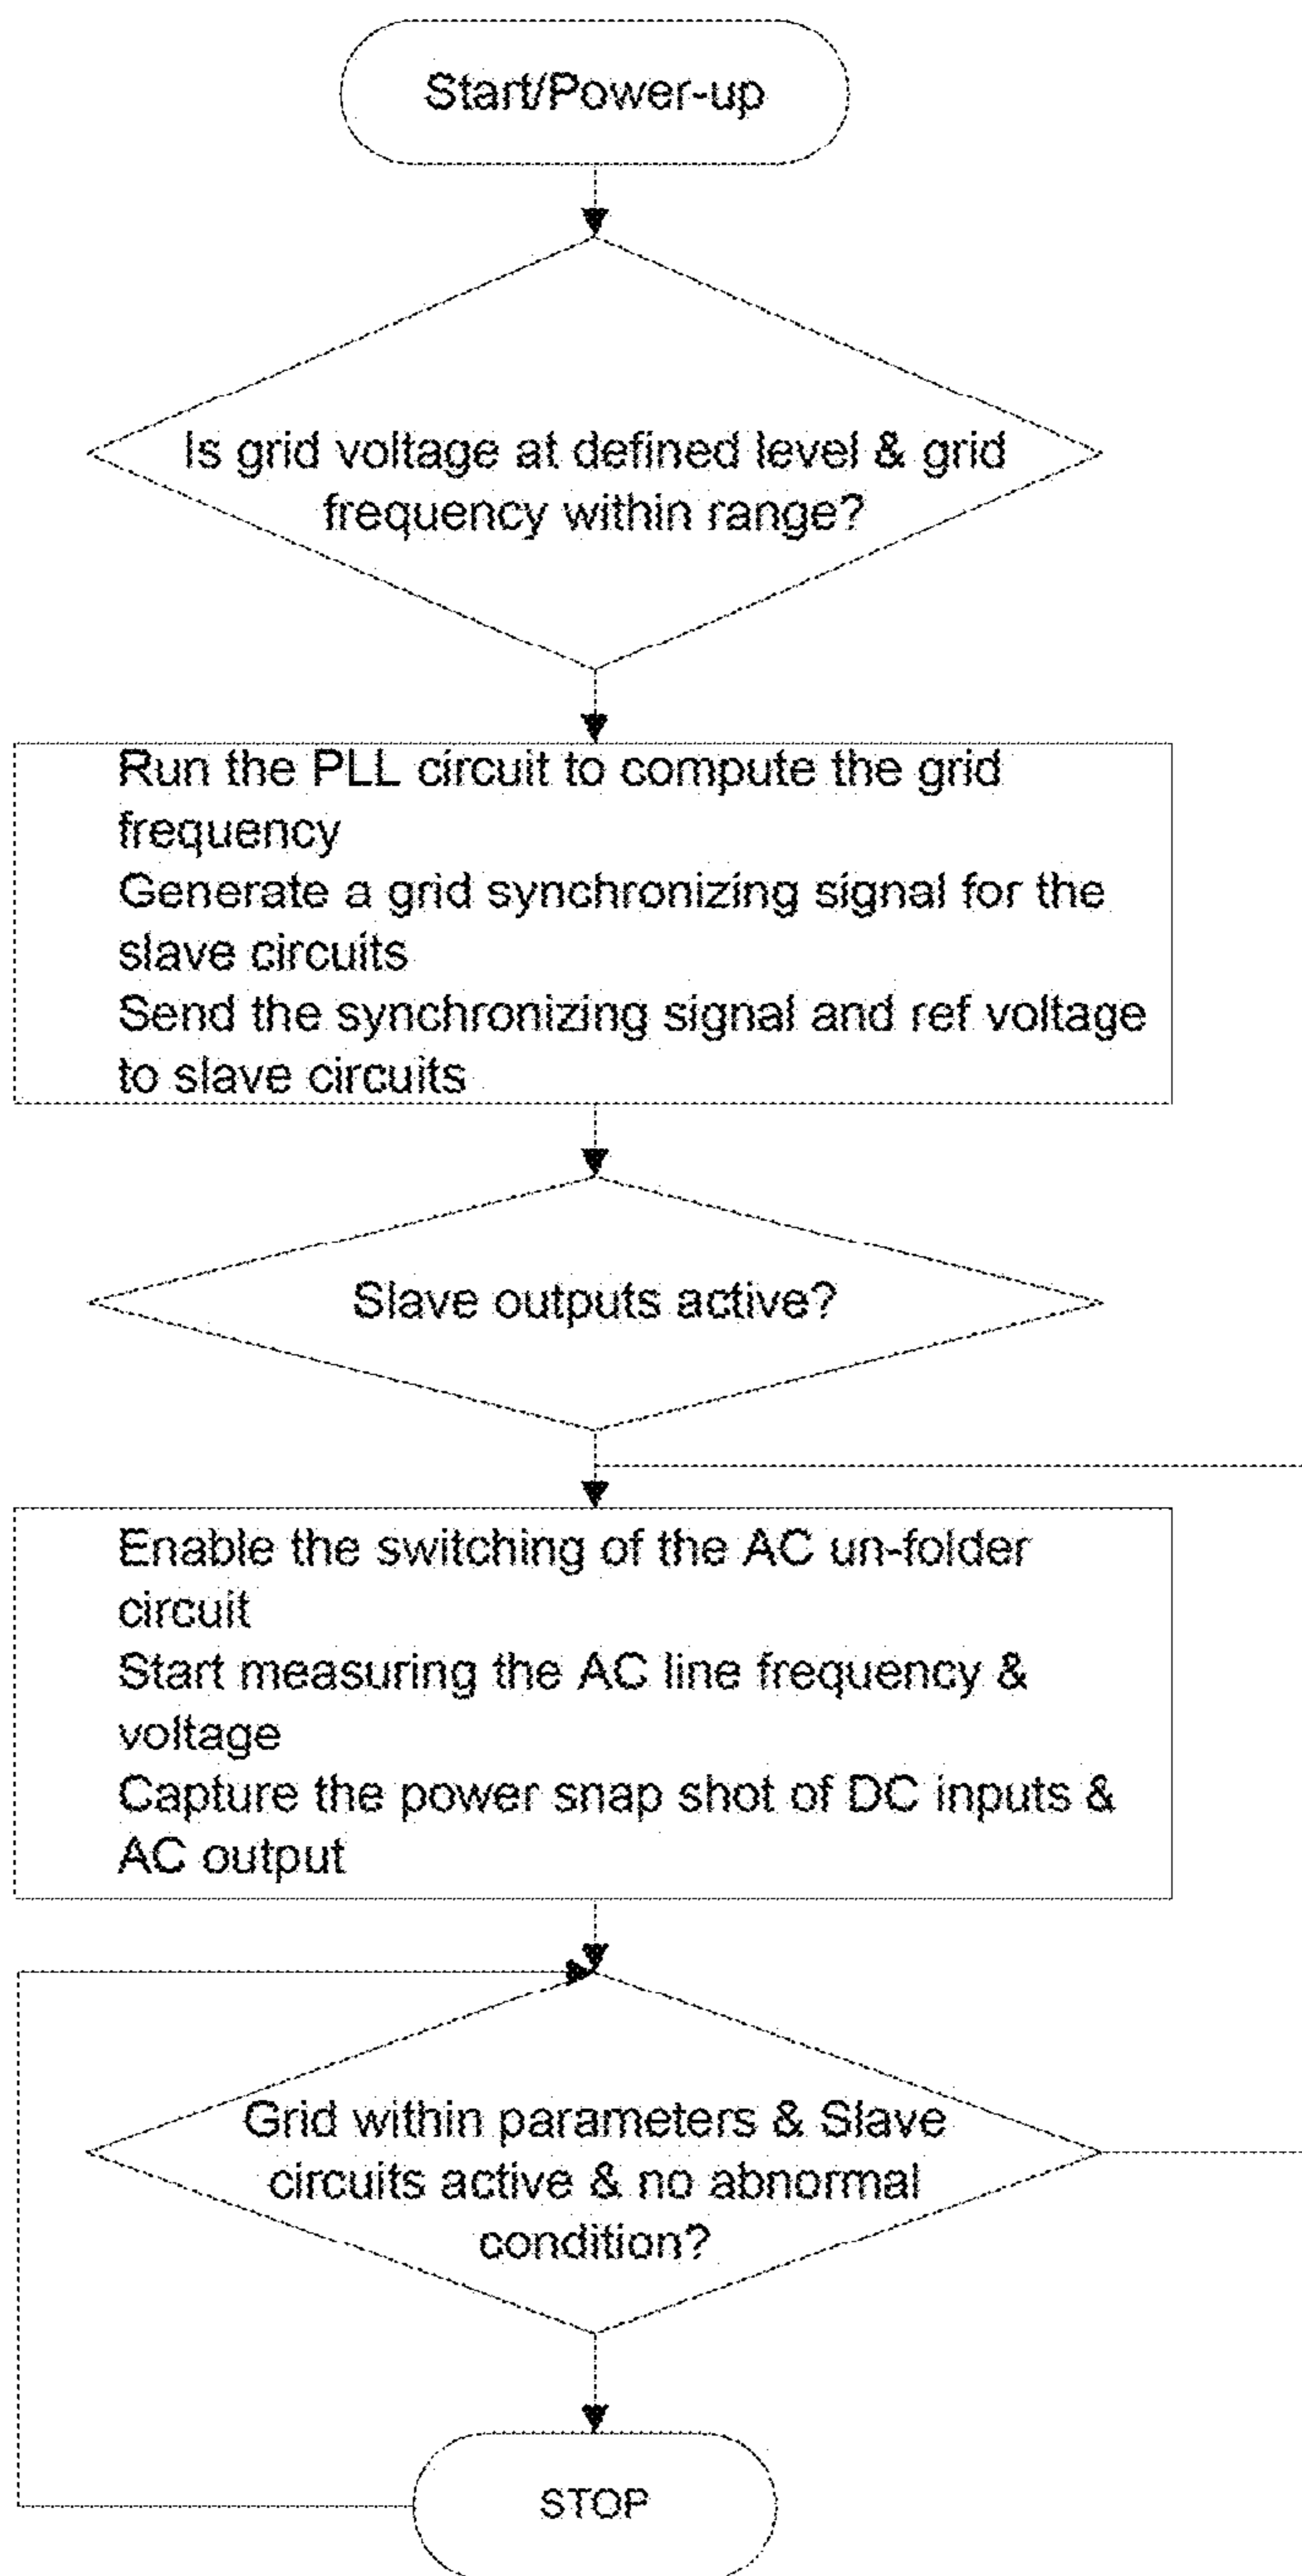 Start/Power-up
Is grid voltage at defined level & grid
frequency within range?
Run the PLL circuit to compute the grid
frequency
Generate a grid synchronizing signal for the
slave circuits
Send the synchronizing signal and ref voltage
to slave circuits
Slave outputs active?
Enable the switching of the AC un-folder
circuit
Start measuring the AC line frequency &
voltage
Capture the power snap shot of DC inputs &
AC output
Grid within parameters & Slave
circuits active & no abnormal
condition?
STOP